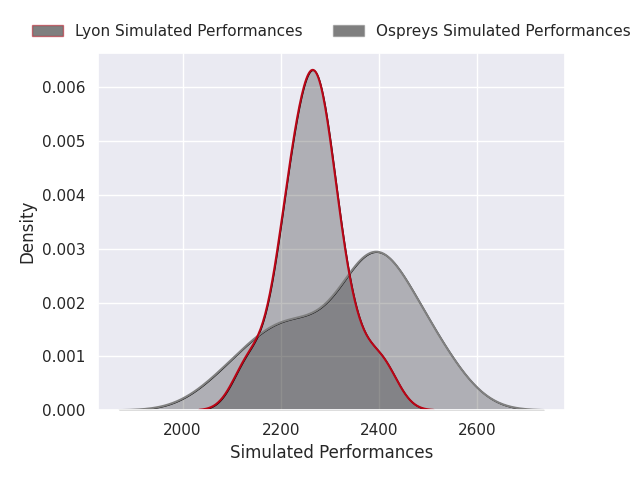 Lyon Simulated Performances Ospreys Simulated Performances
0.006
0.005
0.004
0.003
0.002
0.001
0.000
Density
2000 2200 2400 2600
Simulated Performances